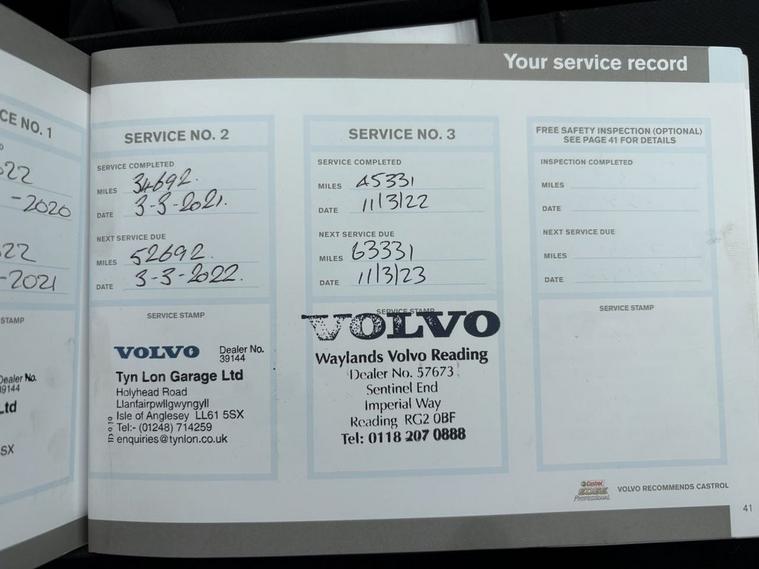 Your service record
CE NO. 1
22
-2020
22
-2021
STAMP
Dealer No.
39144
Ltd
SX
SERVICE NO. 2
SERVICE COMPLETED
MILES 34692.
DATE 3-3-2021.
NEXT SERVICE DUE
MILES 52692.
DATE 3-3-2022.
SERVICE STAMP
VOLVO Dealer No.
39144
Tyn Lon Garage Ltd
Holyhead Road
Llanfairpwllgwyngyll
Isle of Anglesey LL61 5SX
Tel:- (01248) 714259
enquiries@tynlon.co.uk
SERVICE NO. 3
SERVICE COMPLETED
MILES 45331
DATE 11/3/22
NEXT SERVICE DUE
MILES 63331
DATE 11/3/23
SERVICE STAMP
VOLVO
Waylands Volvo Reading
Dealer No. 57673
Sentinel End
Imperial Way
Reading RG2 0BF
Tel: 0118 207 0888
FREE SAFETY INSPECTION (OPTIONAL)
SEE PAGE 41 FOR DETAILS
INSPECTION COMPLETED
MILES
DATE
NEXT SERVICE DUE
MILES
DATE
SERVICE STAMP
Castrol
EDGE
PROFESSIONAL
VOLVO RECOMMENDS CASTROL
41